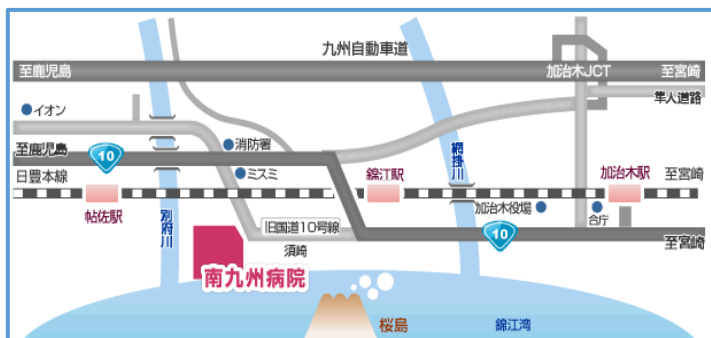 九州自動車道
至鹿児島
加治木JCT
至宮崎
隼人道路
イオン
消防署
至鹿児島
10
ミスミ
網掛川
日豊本線
錦江駅
加治木駅
至宮崎
帖佐駅
別府川
加治木役場
合庁
旧国道10号線
10
至宮崎
須崎
南九州病院
桜島
錦江湾